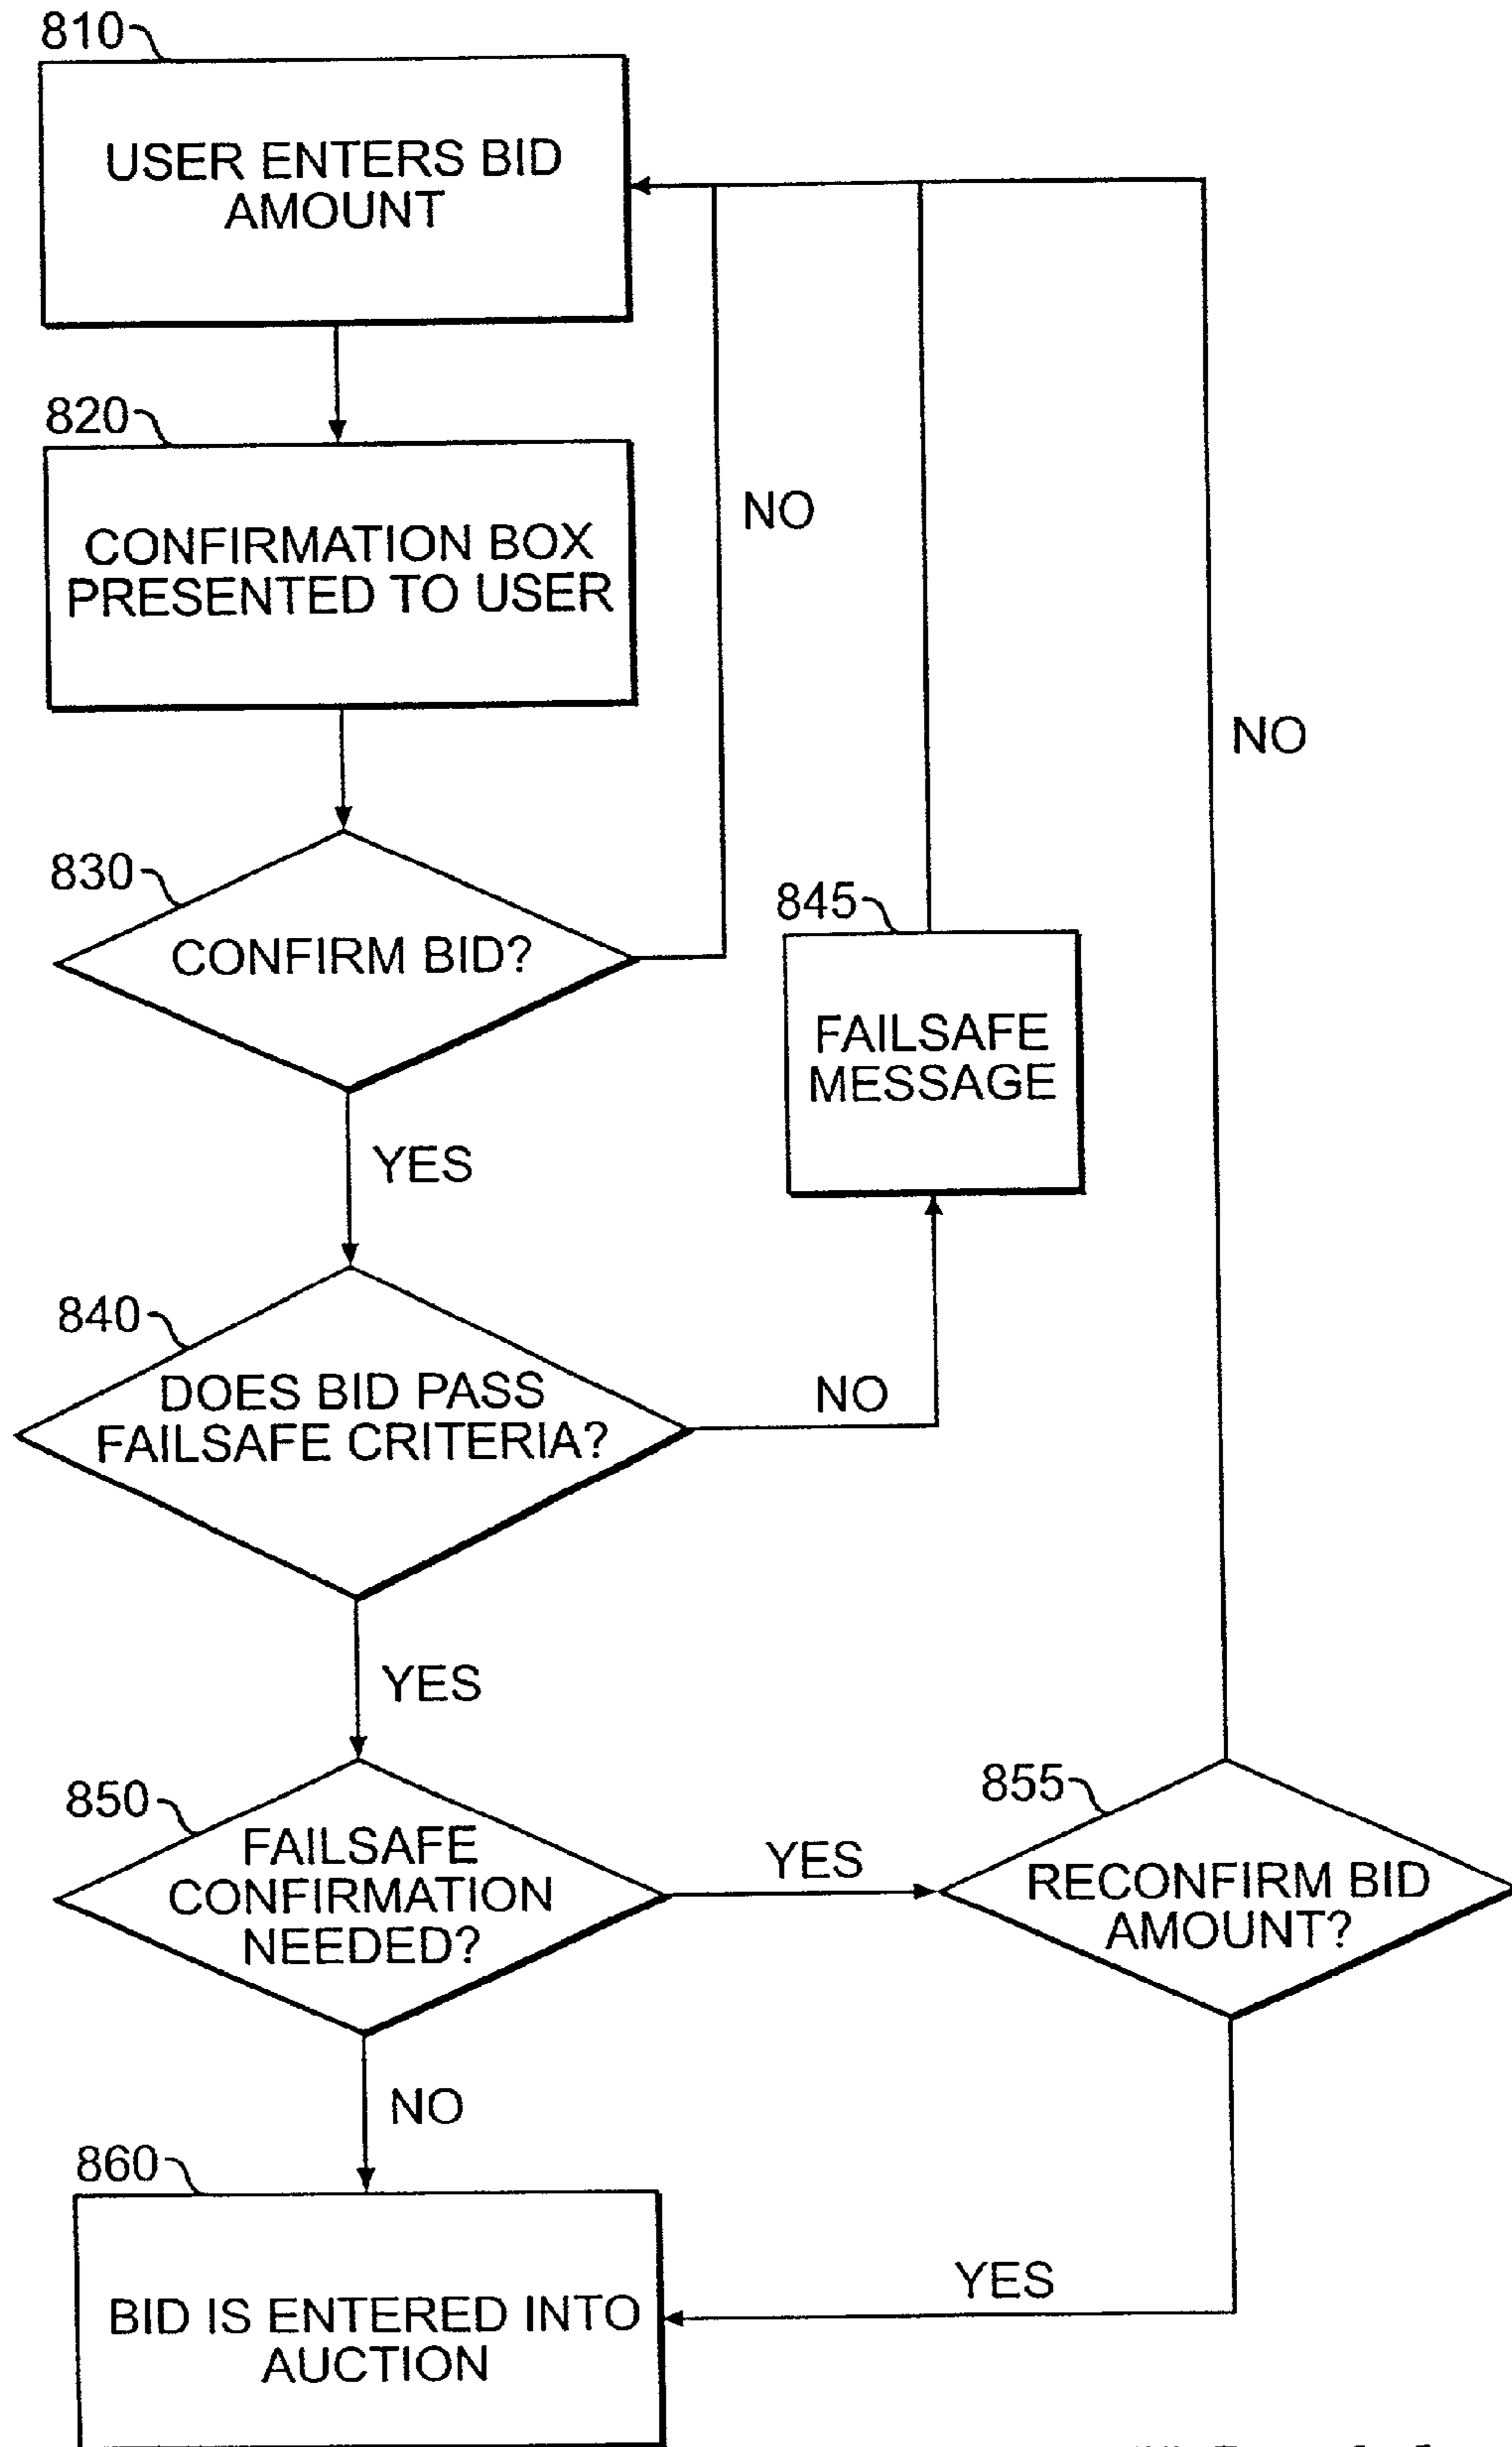 810
USER ENTERS BID
AMOUNT
820
CONFIRMATION BOX
PRESENTED TO USER
NO
NO
830
CONFIRM BID?
845
FAILSAFE
MESSAGE
YES
840
DOES BID PASS
FAILSAFE CRITERIA?
NO
YES
850
FAILSAFE
CONFIRMATION
NEEDED?
YES
855
RECONFIRM BID
AMOUNT?
NO
860
BID IS ENTERED INTO
AUCTION
YES